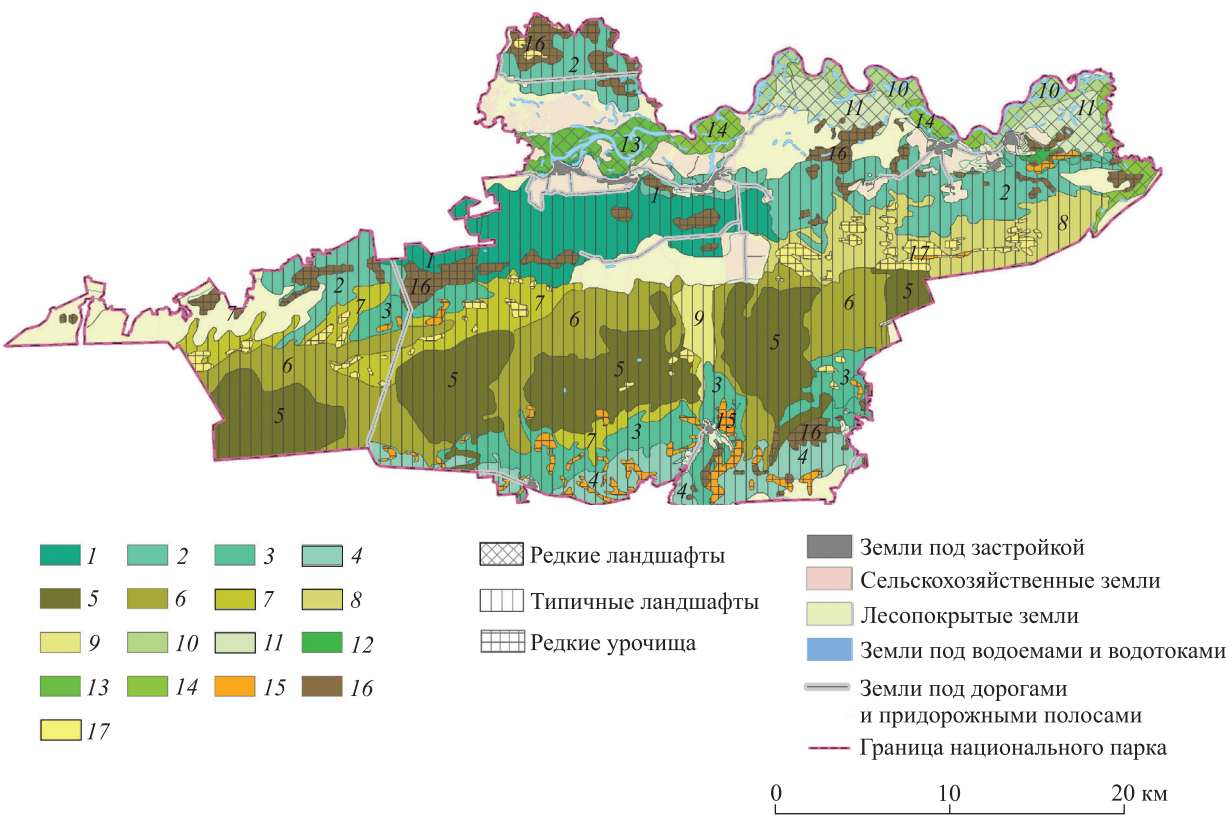 16
2
10
10
11
11
14
14
13
16
1
2
8
17
1
16
2
7
3
7
7
6
9
6
5
6
5
5
5
5
3
3
15
3
7
16
4
4
4
1 2 3 4
5 6 7 8
9 10 11 12
13 14 15 16
17
Редкие ландшафты
Типичные ландшафты
Редкие урочища
Земли под застройкой
Сельскохозяйственные земли
Лесопокрытые земли
Земли под водоемами и водотоками
Земли под дорогами
и придорожными полосами
Граница национального парка
0 10 20 км